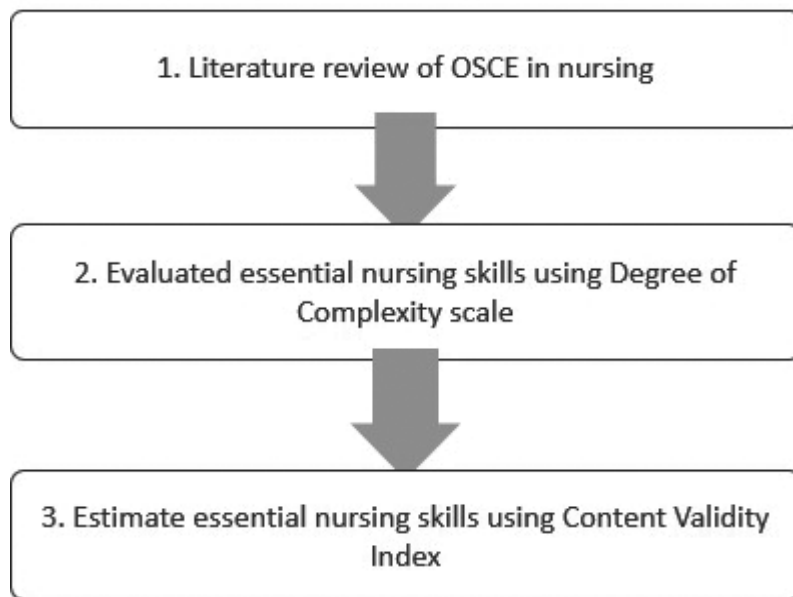 1. Literature review of OSCE in nursing
2. Evaluated essential nursing skills using Degree of
Complexity scale
3. Estimate essential nursing skills using Content Validity
Index